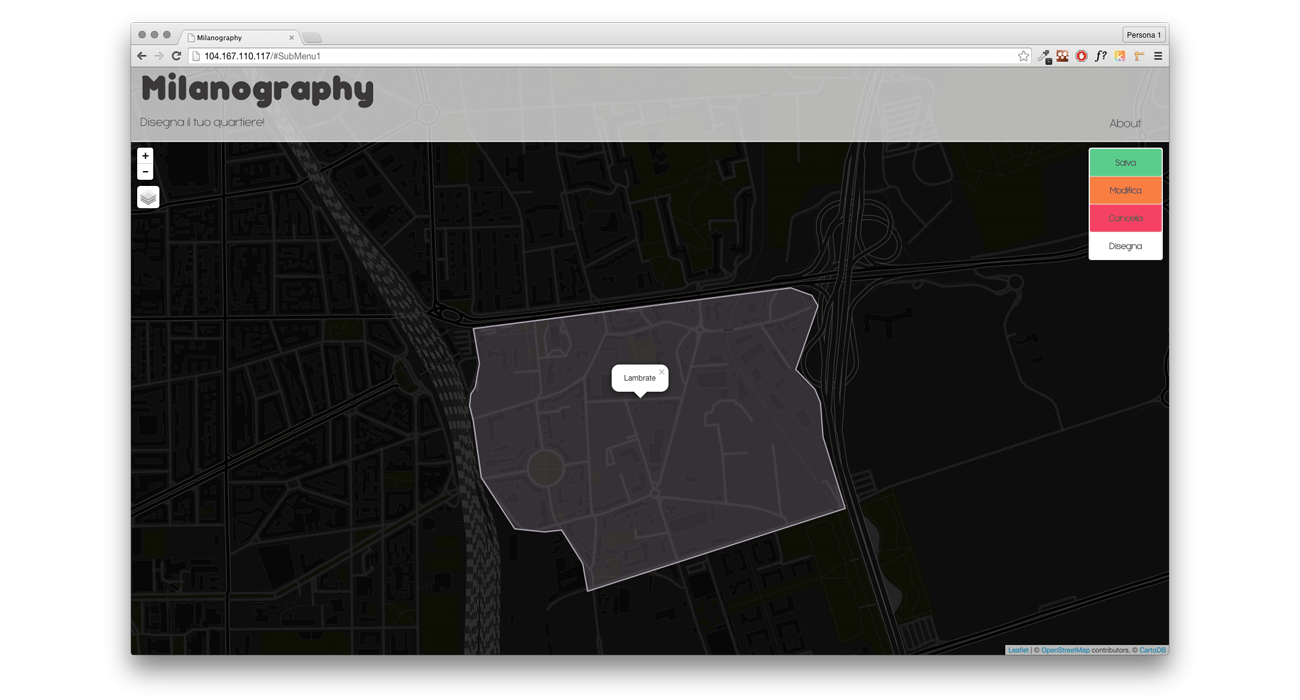 Milanography
Persona 1
104.167.110.117/#SubMenu1
f?
Milanography
Disegna il tuo quartiere!
About
+
−
Salva
Modifica
Cancella
Disegna
Lambrate
Leaflet | © OpenStreetMap contributors, © CartoDB